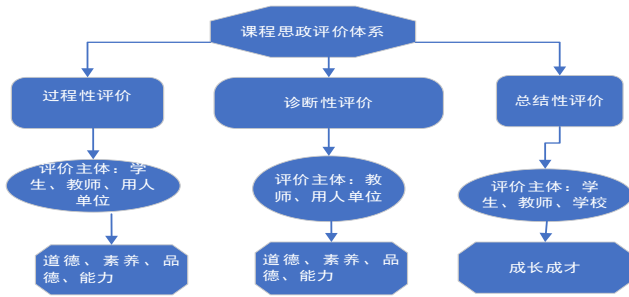 课程思政评价体系
过程性评价
诊断性评价
总结性评价
评价主体：学
生、教师、用人
单位
评价主体：教
师、用人单位
评价主体：学
生、教师、学校
道德、素养、品
德、能力
道德、素养、品
德、能力
成长成才